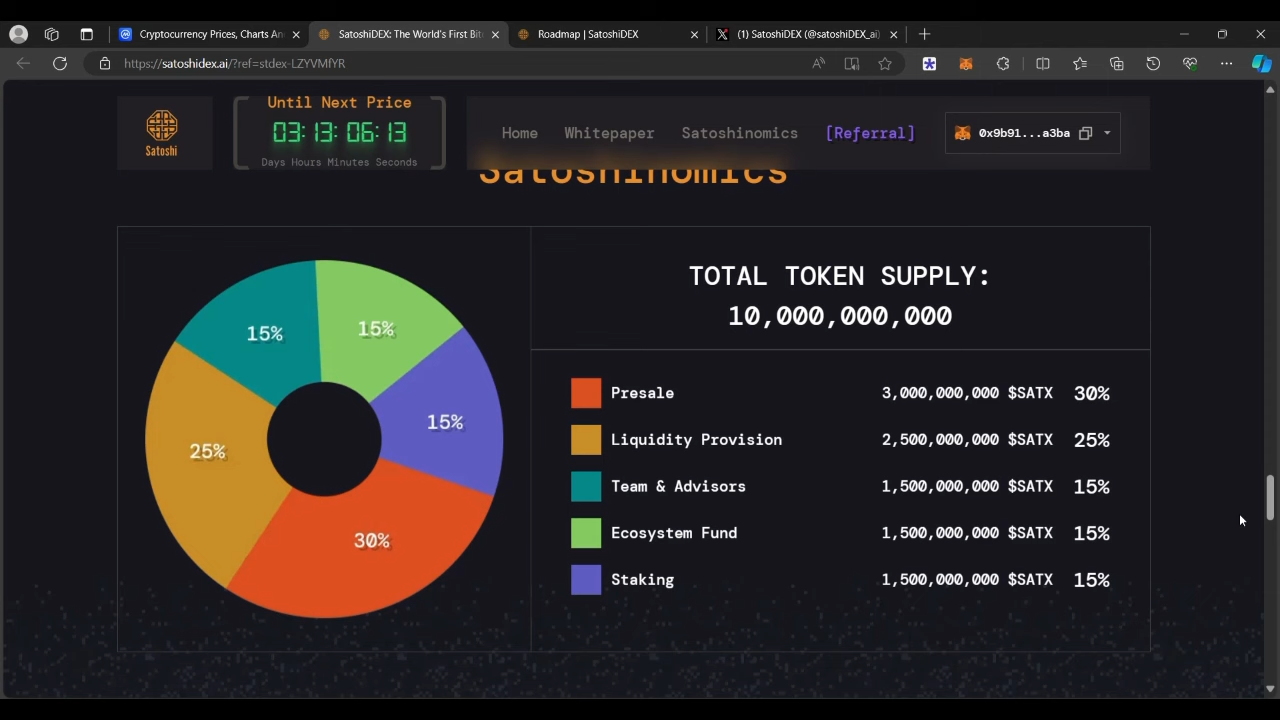 Cryptocurrency Prices, Charts An
SatoshiDEX: The World's First Bit
Roadmap | SatoshiDEX
(1) SatoshiDEX (@satoshiDEX_ai)
https://satoshidex.ai/?ref=stdex-LZYVMfYR
Satoshi
Until Next Price
03:13:06:13
Days Hours Minutes Seconds
Home
Whitepaper
Satoshinomics
[Referral]
0x9b91...a3ba
Satoshinomics
15%
15%
15%
25%
30%
TOTAL TOKEN SUPPLY:
10,000,000,000
Presale 3,000,000,000 $SATX 30%
Liquidity Provision 2,500,000,000 $SATX 25%
Team & Advisors 1,500,000,000 $SATX 15%
Ecosystem Fund 1,500,000,000 $SATX 15%
Staking 1,500,000,000 $SATX 15%